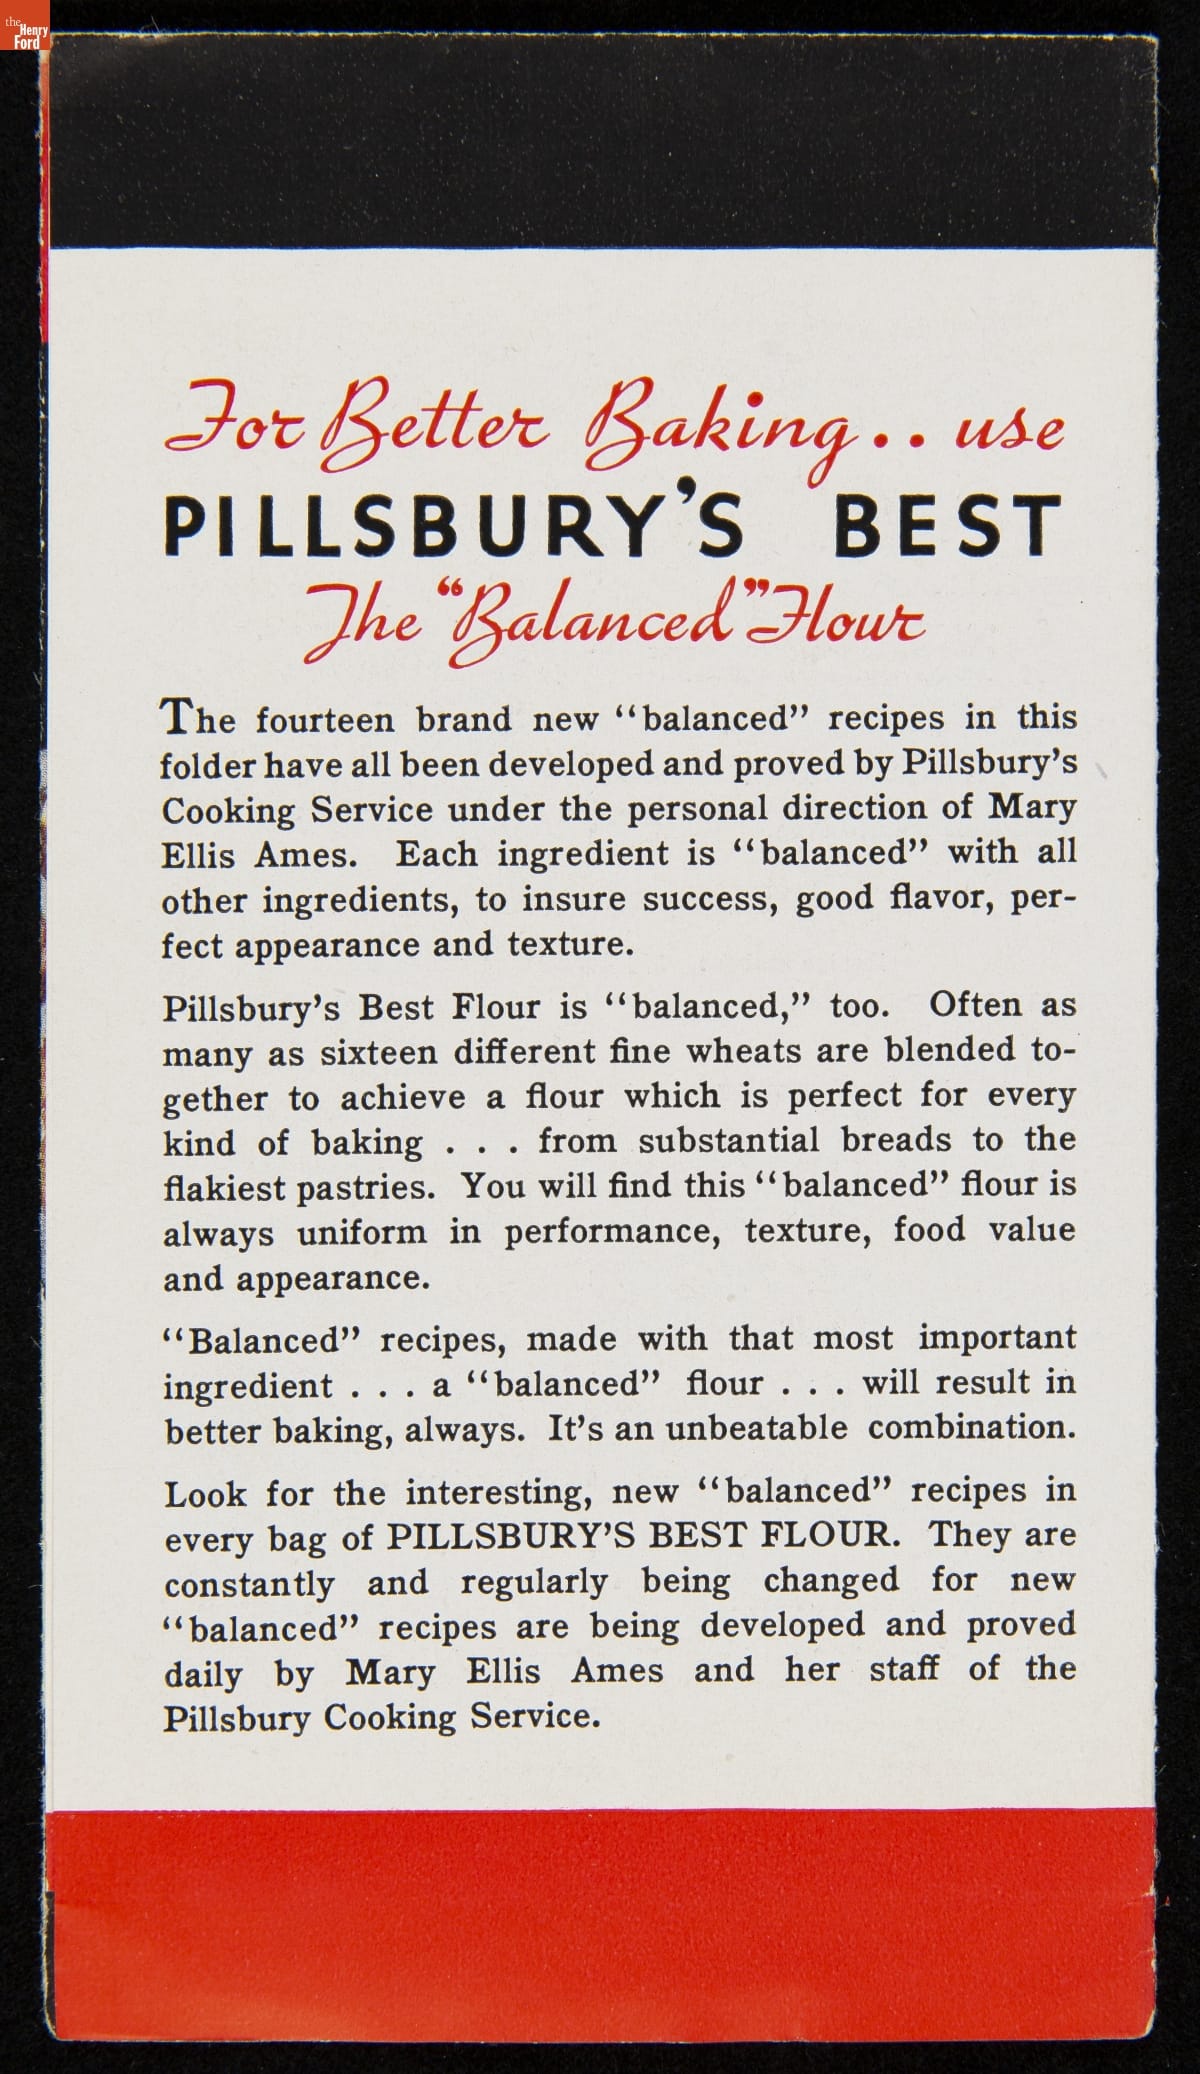 the
Henry
Ford
For Better Baking.. use
PILLSBURY'S BEST
The “Balanced” Flour
The fourteen brand new “balanced” recipes in this
folder have all been developed and proved by Pillsbury's
Cooking Service under the personal direction of Mary
Ellis Ames. Each ingredient is “balanced” with all
other ingredients, to insure success, good flavor, per-
fect appearance and texture.
Pillsbury's Best Flour is “balanced,” too. Often as
many as sixteen different fine wheats are blended to-
gether to achieve a flour which is perfect for every
kind of baking . . . from substantial breads to the
flakiest pastries. You will find this “balanced” flour is
always uniform in performance, texture, food value
and appearance.
“Balanced” recipes, made with that most important
ingredient . . . a “balanced” flour . . . will result in
better baking, always. It's an unbeatable combination.
Look for the interesting, new “balanced” recipes in
every bag of PILLSBURY'S BEST FLOUR. They are
constantly and regularly being changed for new
“balanced” recipes are being developed and proved
daily by Mary Ellis Ames and her staff of the
Pillsbury Cooking Service.